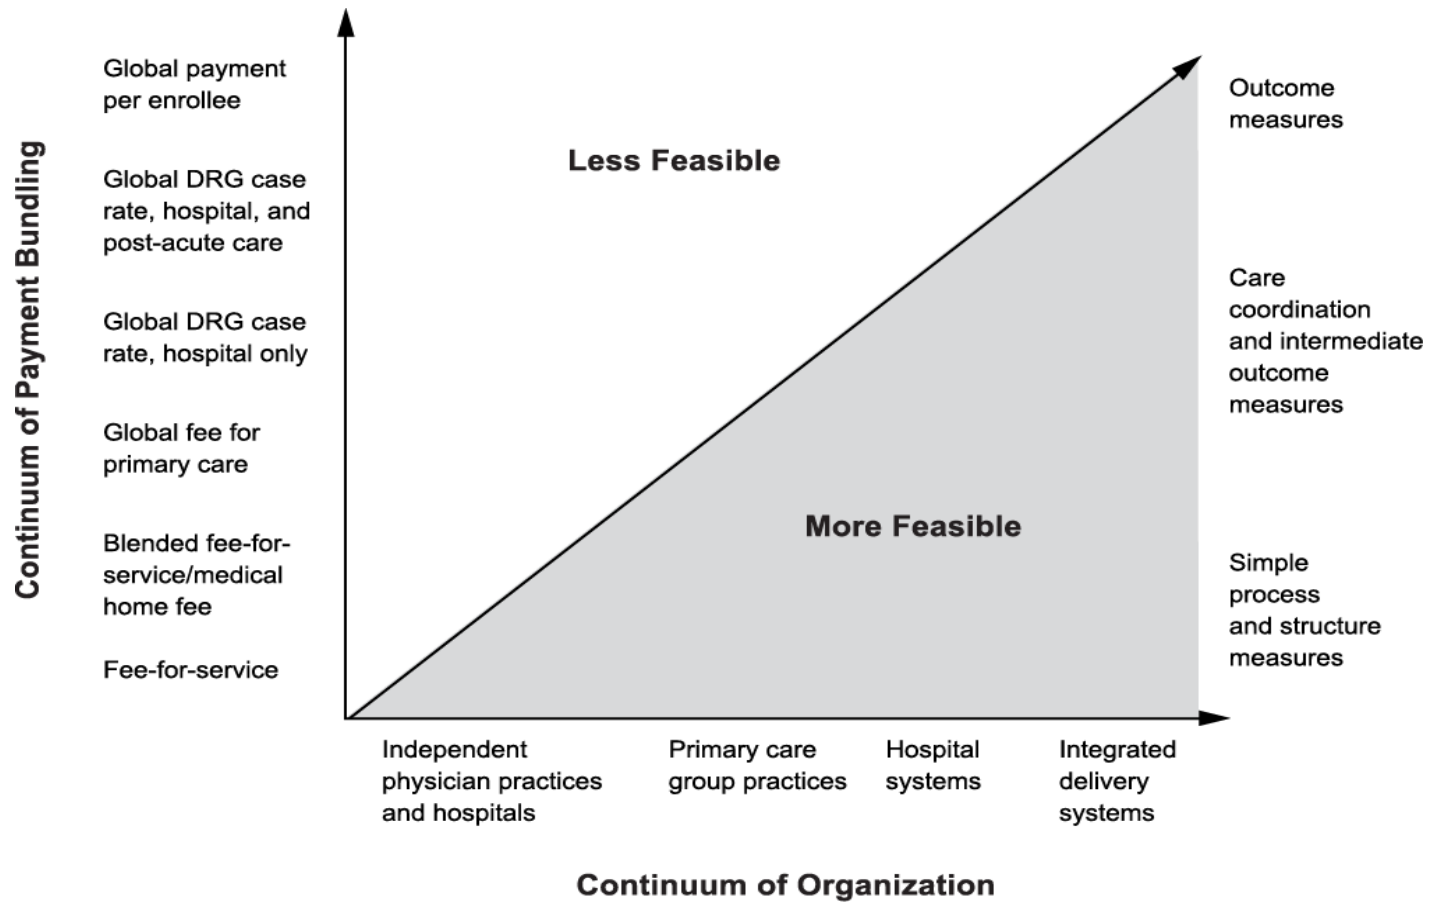 Continuum of Payment Bundling
Global payment
per enrollee
Global DRG case
rate, hospital, and
post-acute care
Global DRG case
rate, hospital only
Global fee for
primary care
Blended fee-for-
service/medical
home fee
Fee-for-service
Less Feasible
More Feasible
Outcome
measures
Care
coordination
and intermediate
outcome
measures
Simple
process
and structure
measures
Independent
physician practices
and hospitals
Primary care
group practices
Hospital
systems
Integrated
delivery
systems
Continuum of Organization